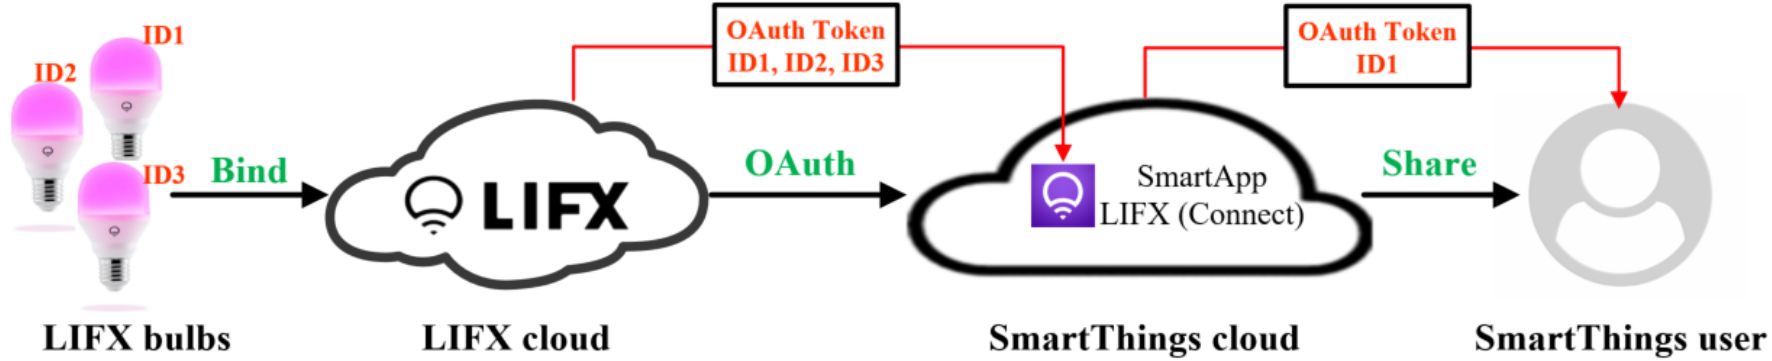 ID1
ID2
ID3
Bind
LIFX
OAuth Token
ID1, ID2, ID3
OAuth
SmartApp
LIFX (Connect)
OAuth Token
ID1
Share
LIFX bulbs
LIFX cloud
SmartThings cloud
SmartThings user